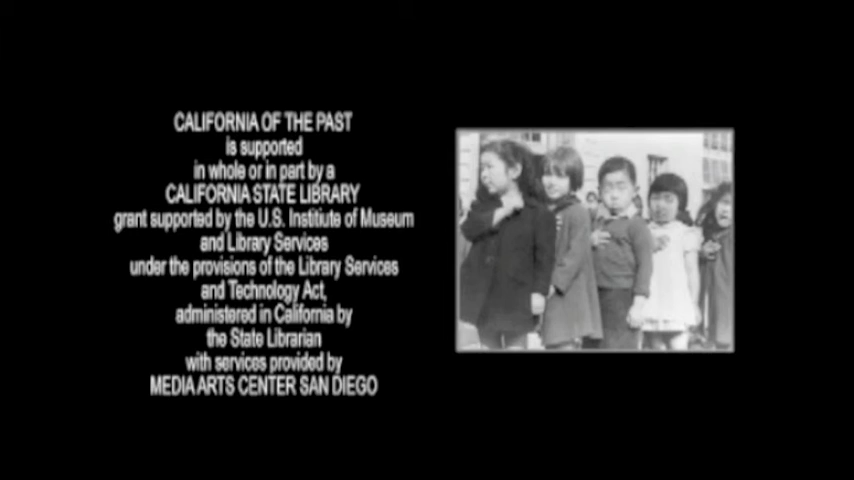 CALIFORNIA OF THE PAST
is supported
in whole or in part by a
CALIFORNIA STATE LIBRARY
grant supported by the U.S. Institiute of Museum
and Library Services
under the provisions of the Library Services
and Technology Act,
administered in California by
the State Librarian
with services provided by
MEDIA ARTS CENTER SAN DIEGO